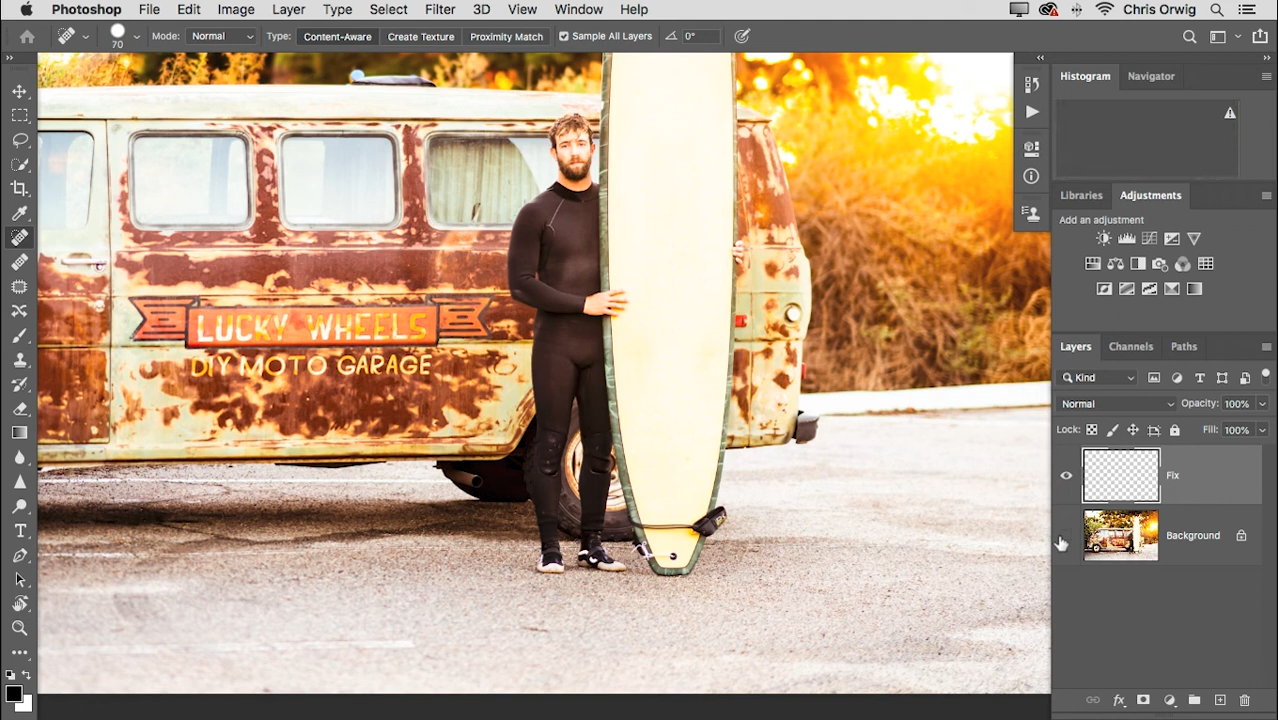 Photoshop File Edit Image Layer Type Select Filter 3D View Window Help Chris Orwig
70 Mode: Normal Type: Content-Aware Create Texture Proximity Match Sample All Layers 0°
Histogram Navigator
Libraries Adjustments
Add an adjustment
LUCKY WHEELS
DIY MOTO GARAGE
Layers Channels Paths
Kind
Normal Opacity: 100%
Lock: Fill: 100%
Fix
Background